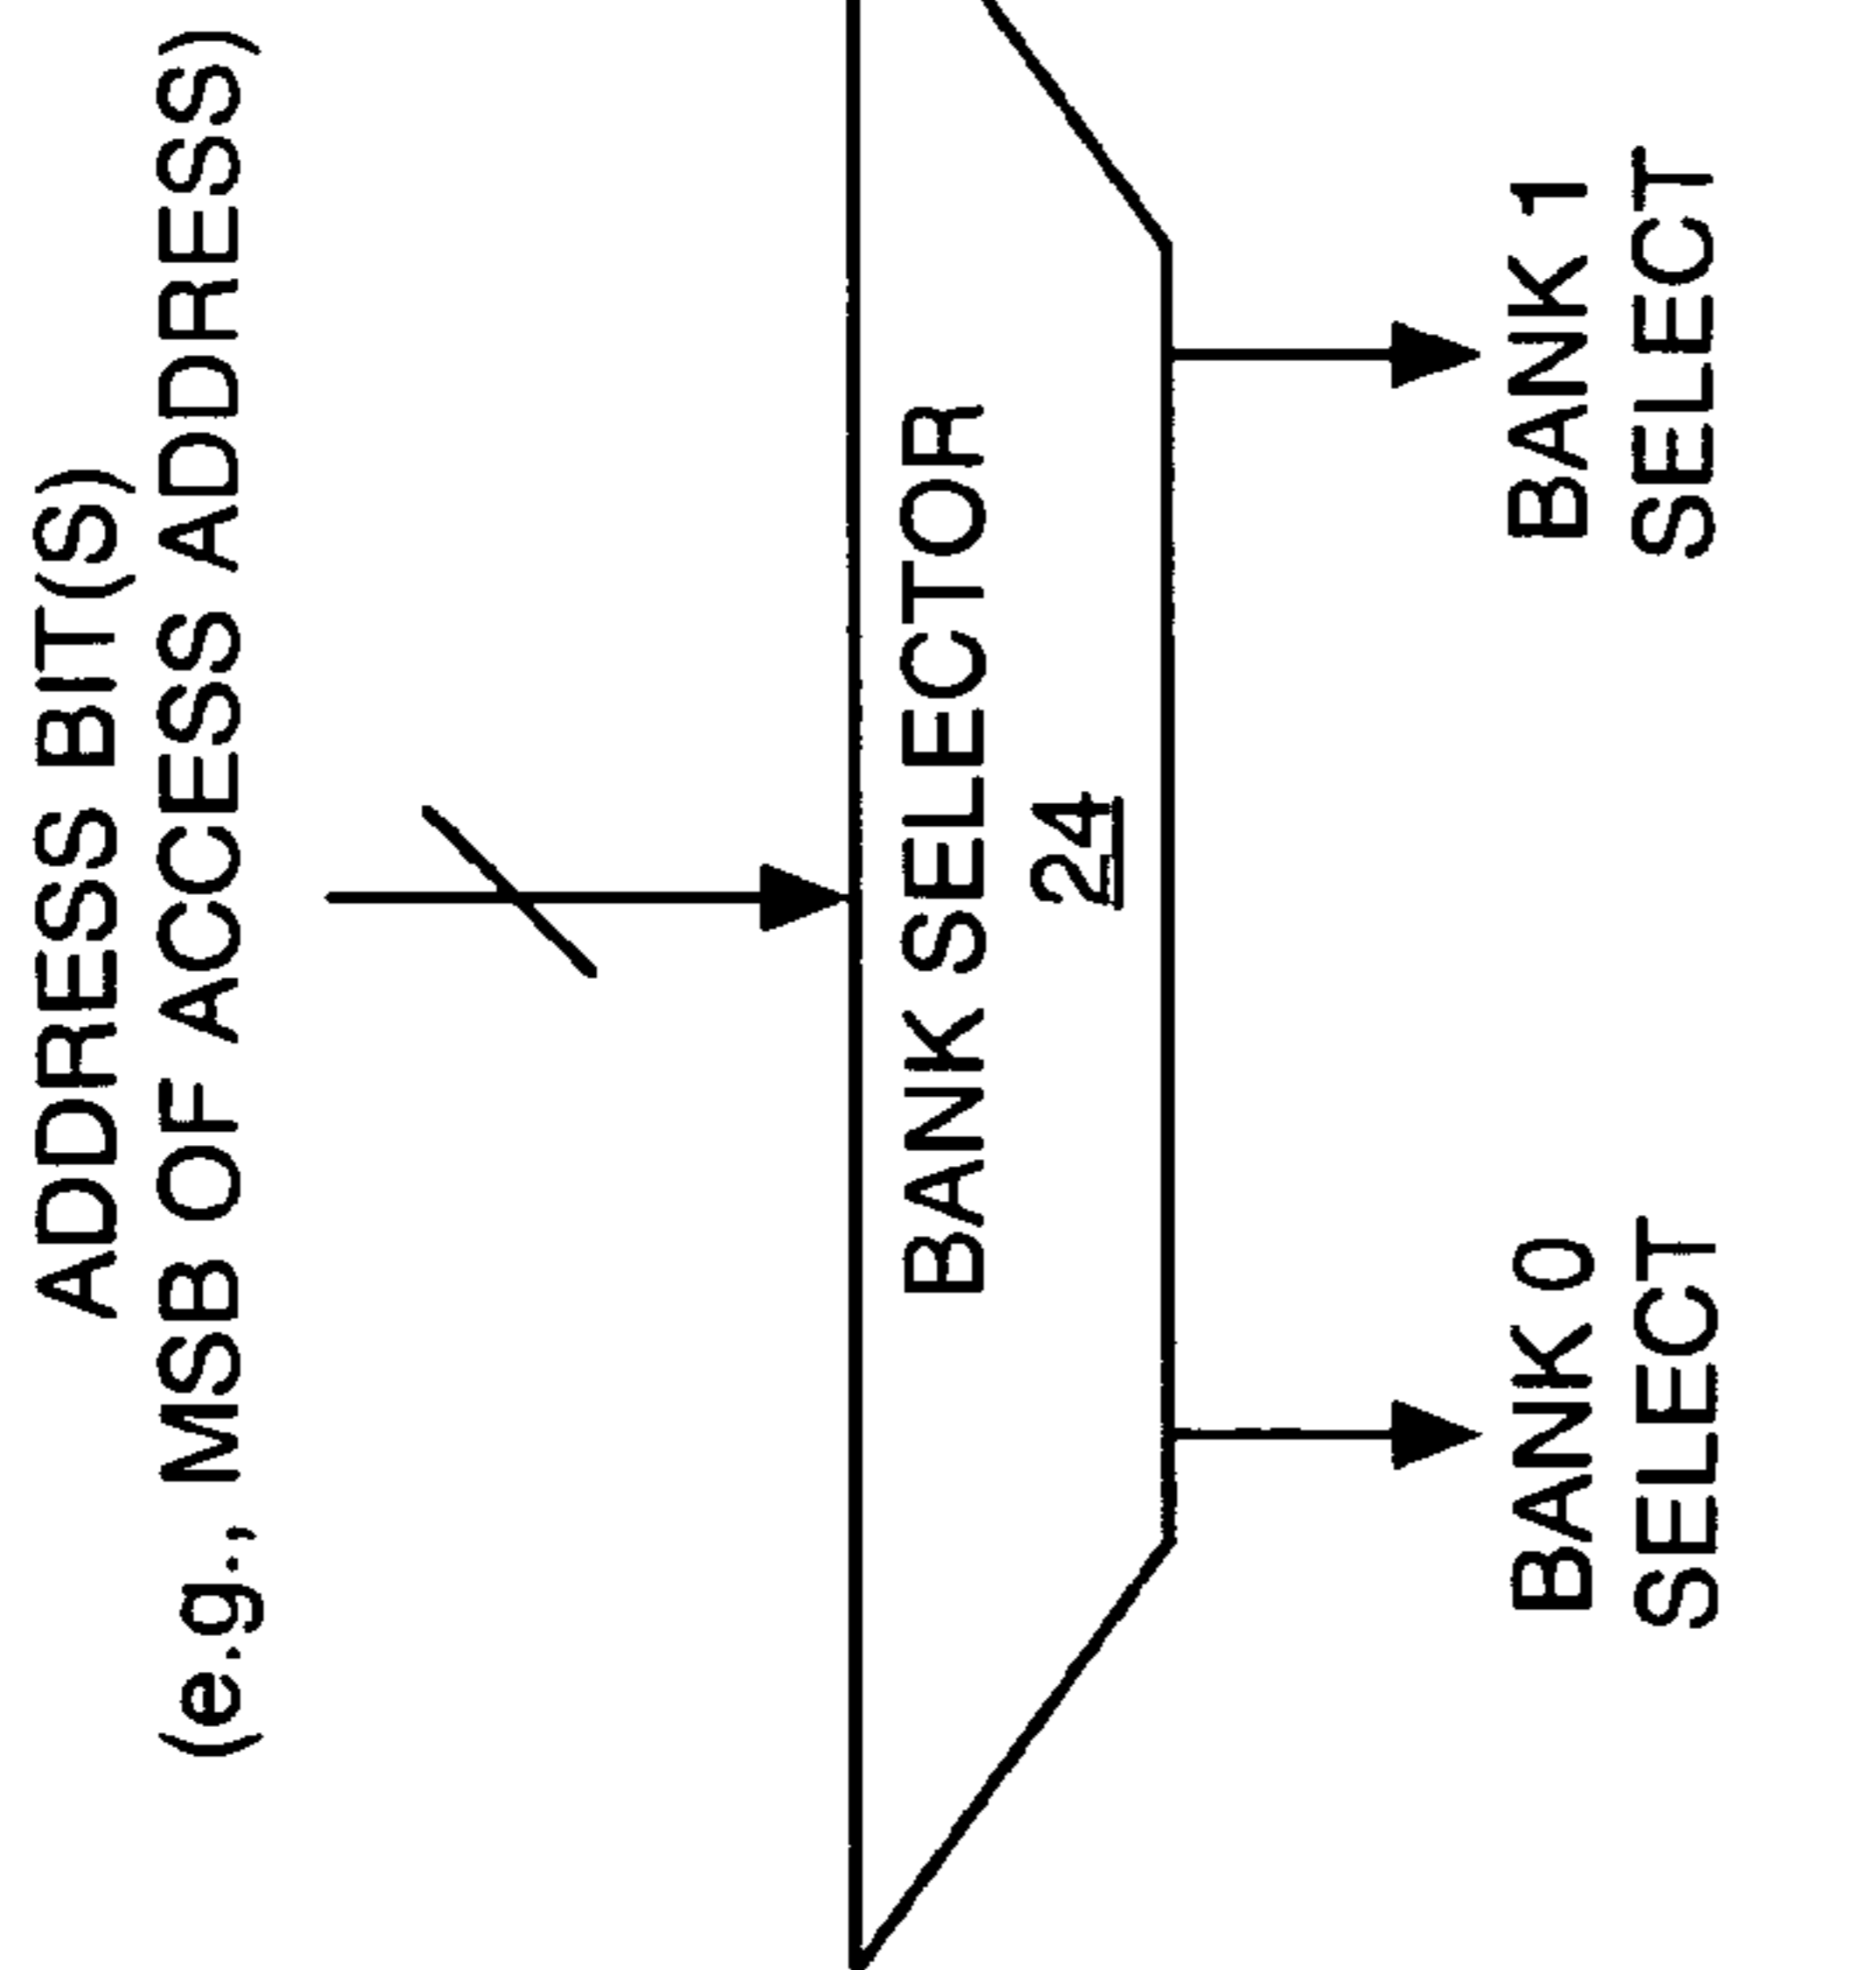 ADDRESS BIT(S)
(e.g., MSB OF ACCESS ADDRESS)
BANK SELECTOR
24
BANK 0
SELECT
BANK 1
SELECT